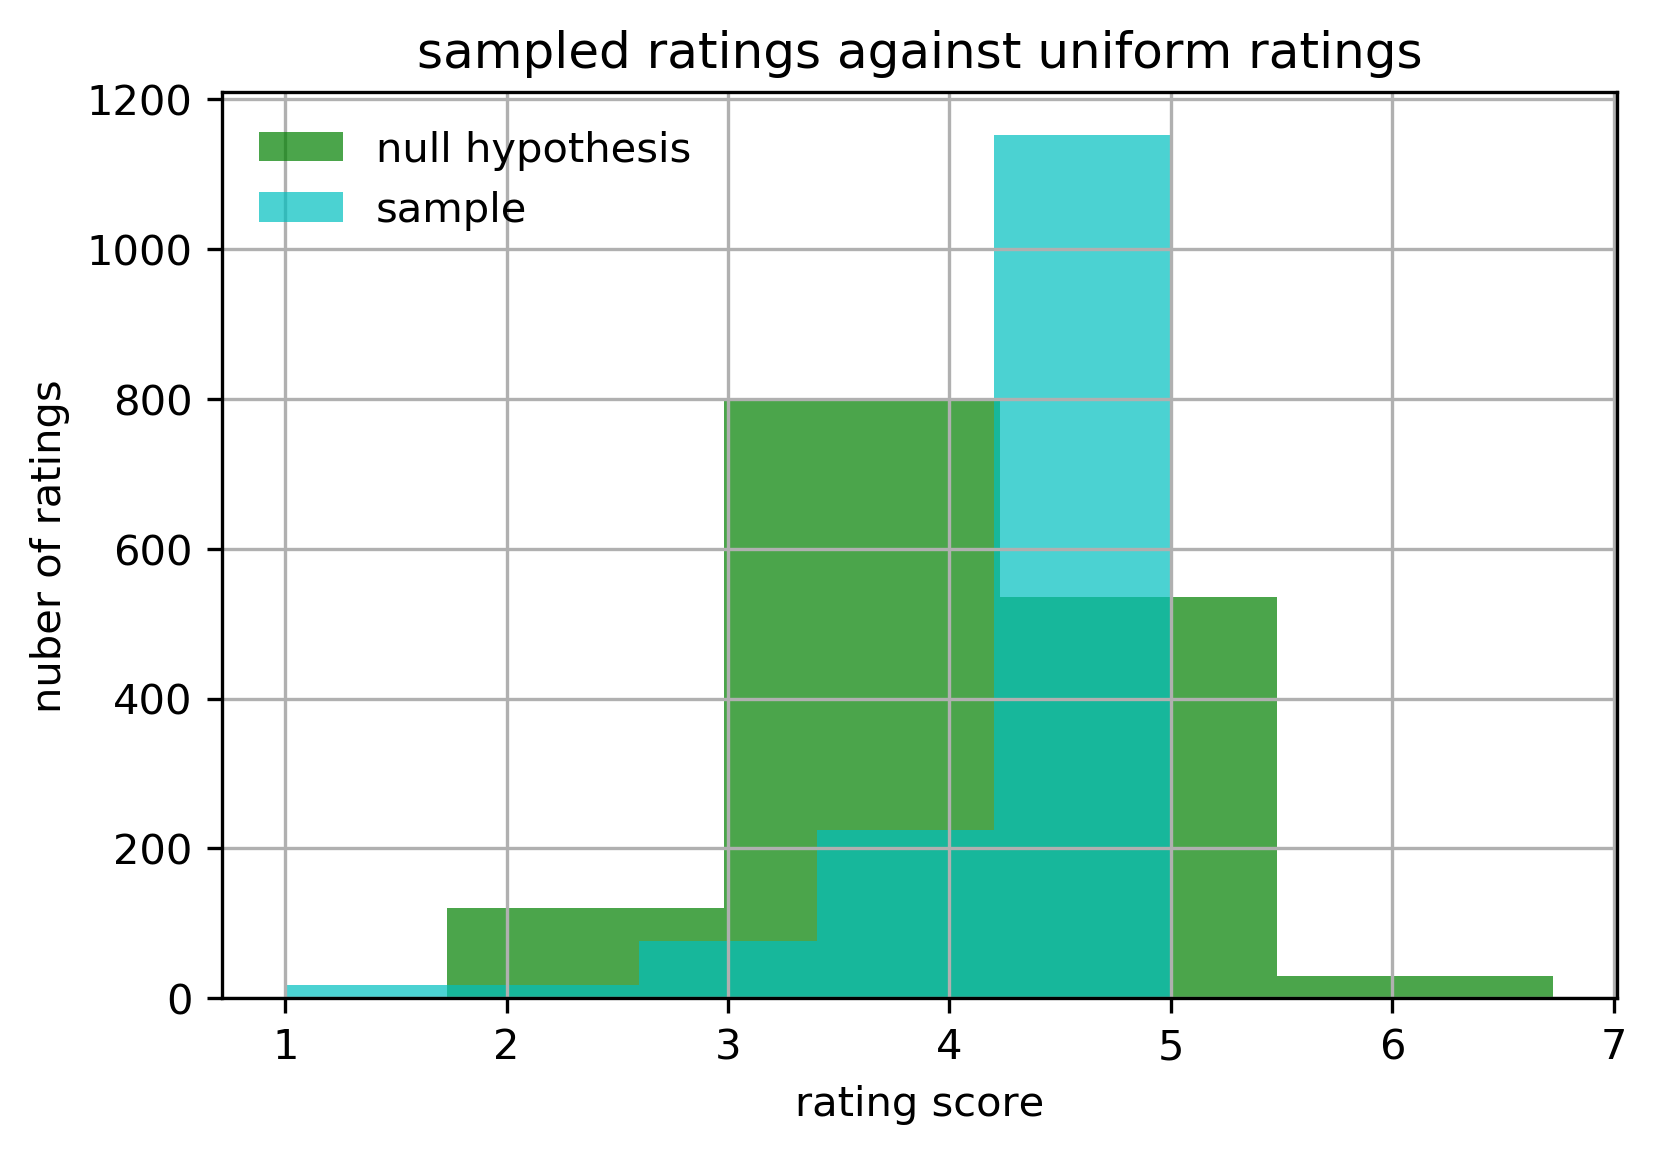 sampled ratings against uniform ratings
1200
1000
800
600
400
200
0
nuber of ratings
null hypothesis
sample
1 2 3 4 5 6 7
rating score